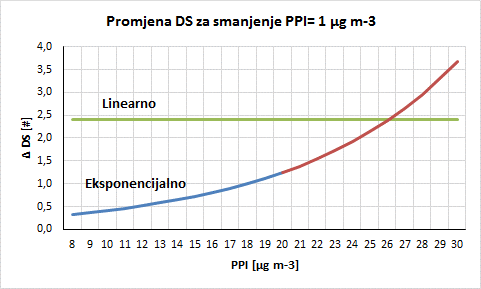 Promjena DS za smanjenje PPI= 1 µg m-3
4,0
3,5
3,0
2,5
2,0
1,5
1,0
0,5
0,0
Δ DS [#]
Linearno
Eksponencijalno
8 9 10 11 12 13 14 15 16 17 18 19 20 21 22 23 24 25 26 27 28 29 30
PPI [µg m-3]